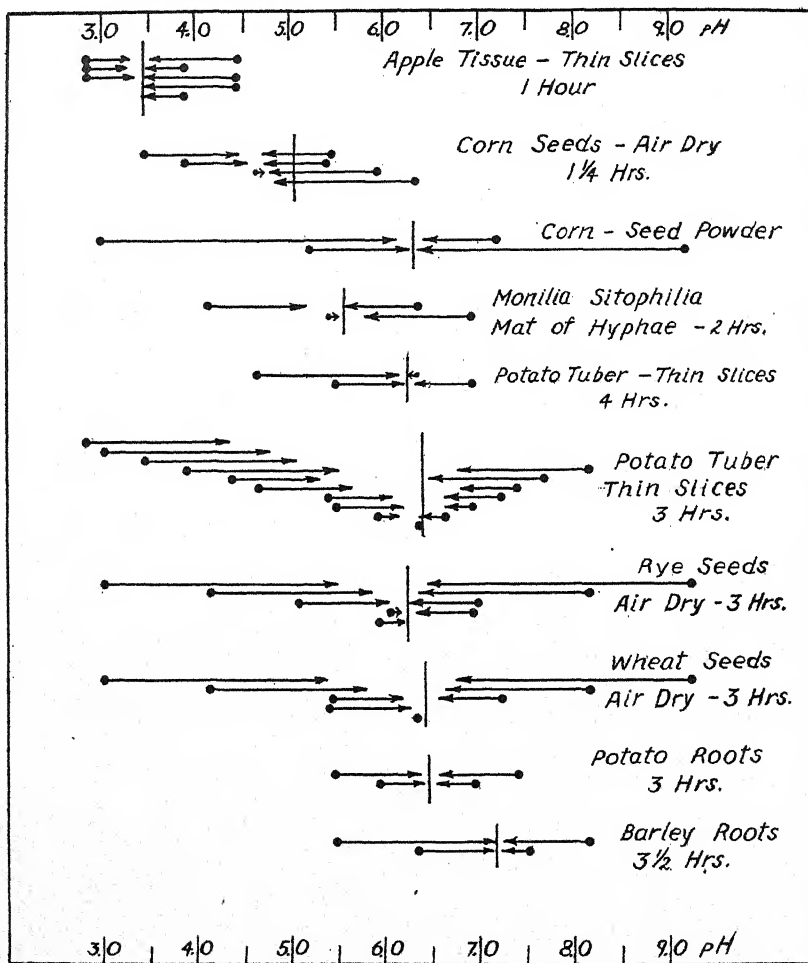 3.0 4.0 5.0 6.0 7.0 8.0 9.0 pH
Apple Tissue - Thin Slices
1 Hour
Corn Seeds - Air Dry
1 1/4 Hrs.
Corn - Seed Powder
Monilia Sitophilia
Mat of Hyphae - 2 Hrs.
Potato Tuber - Thin Slices
4 Hrs.
Potato Tuber
Thin Slices
3 Hrs.
Rye Seeds
Air Dry - 3 Hrs.
Wheat Seeds
Air Dry - 3 Hrs.
Potato Roots
3 Hrs.
Barley Roots
3 1/2 Hrs.
3.0 4.0 5.0 6.0 7.0 8.0 9.0 pH